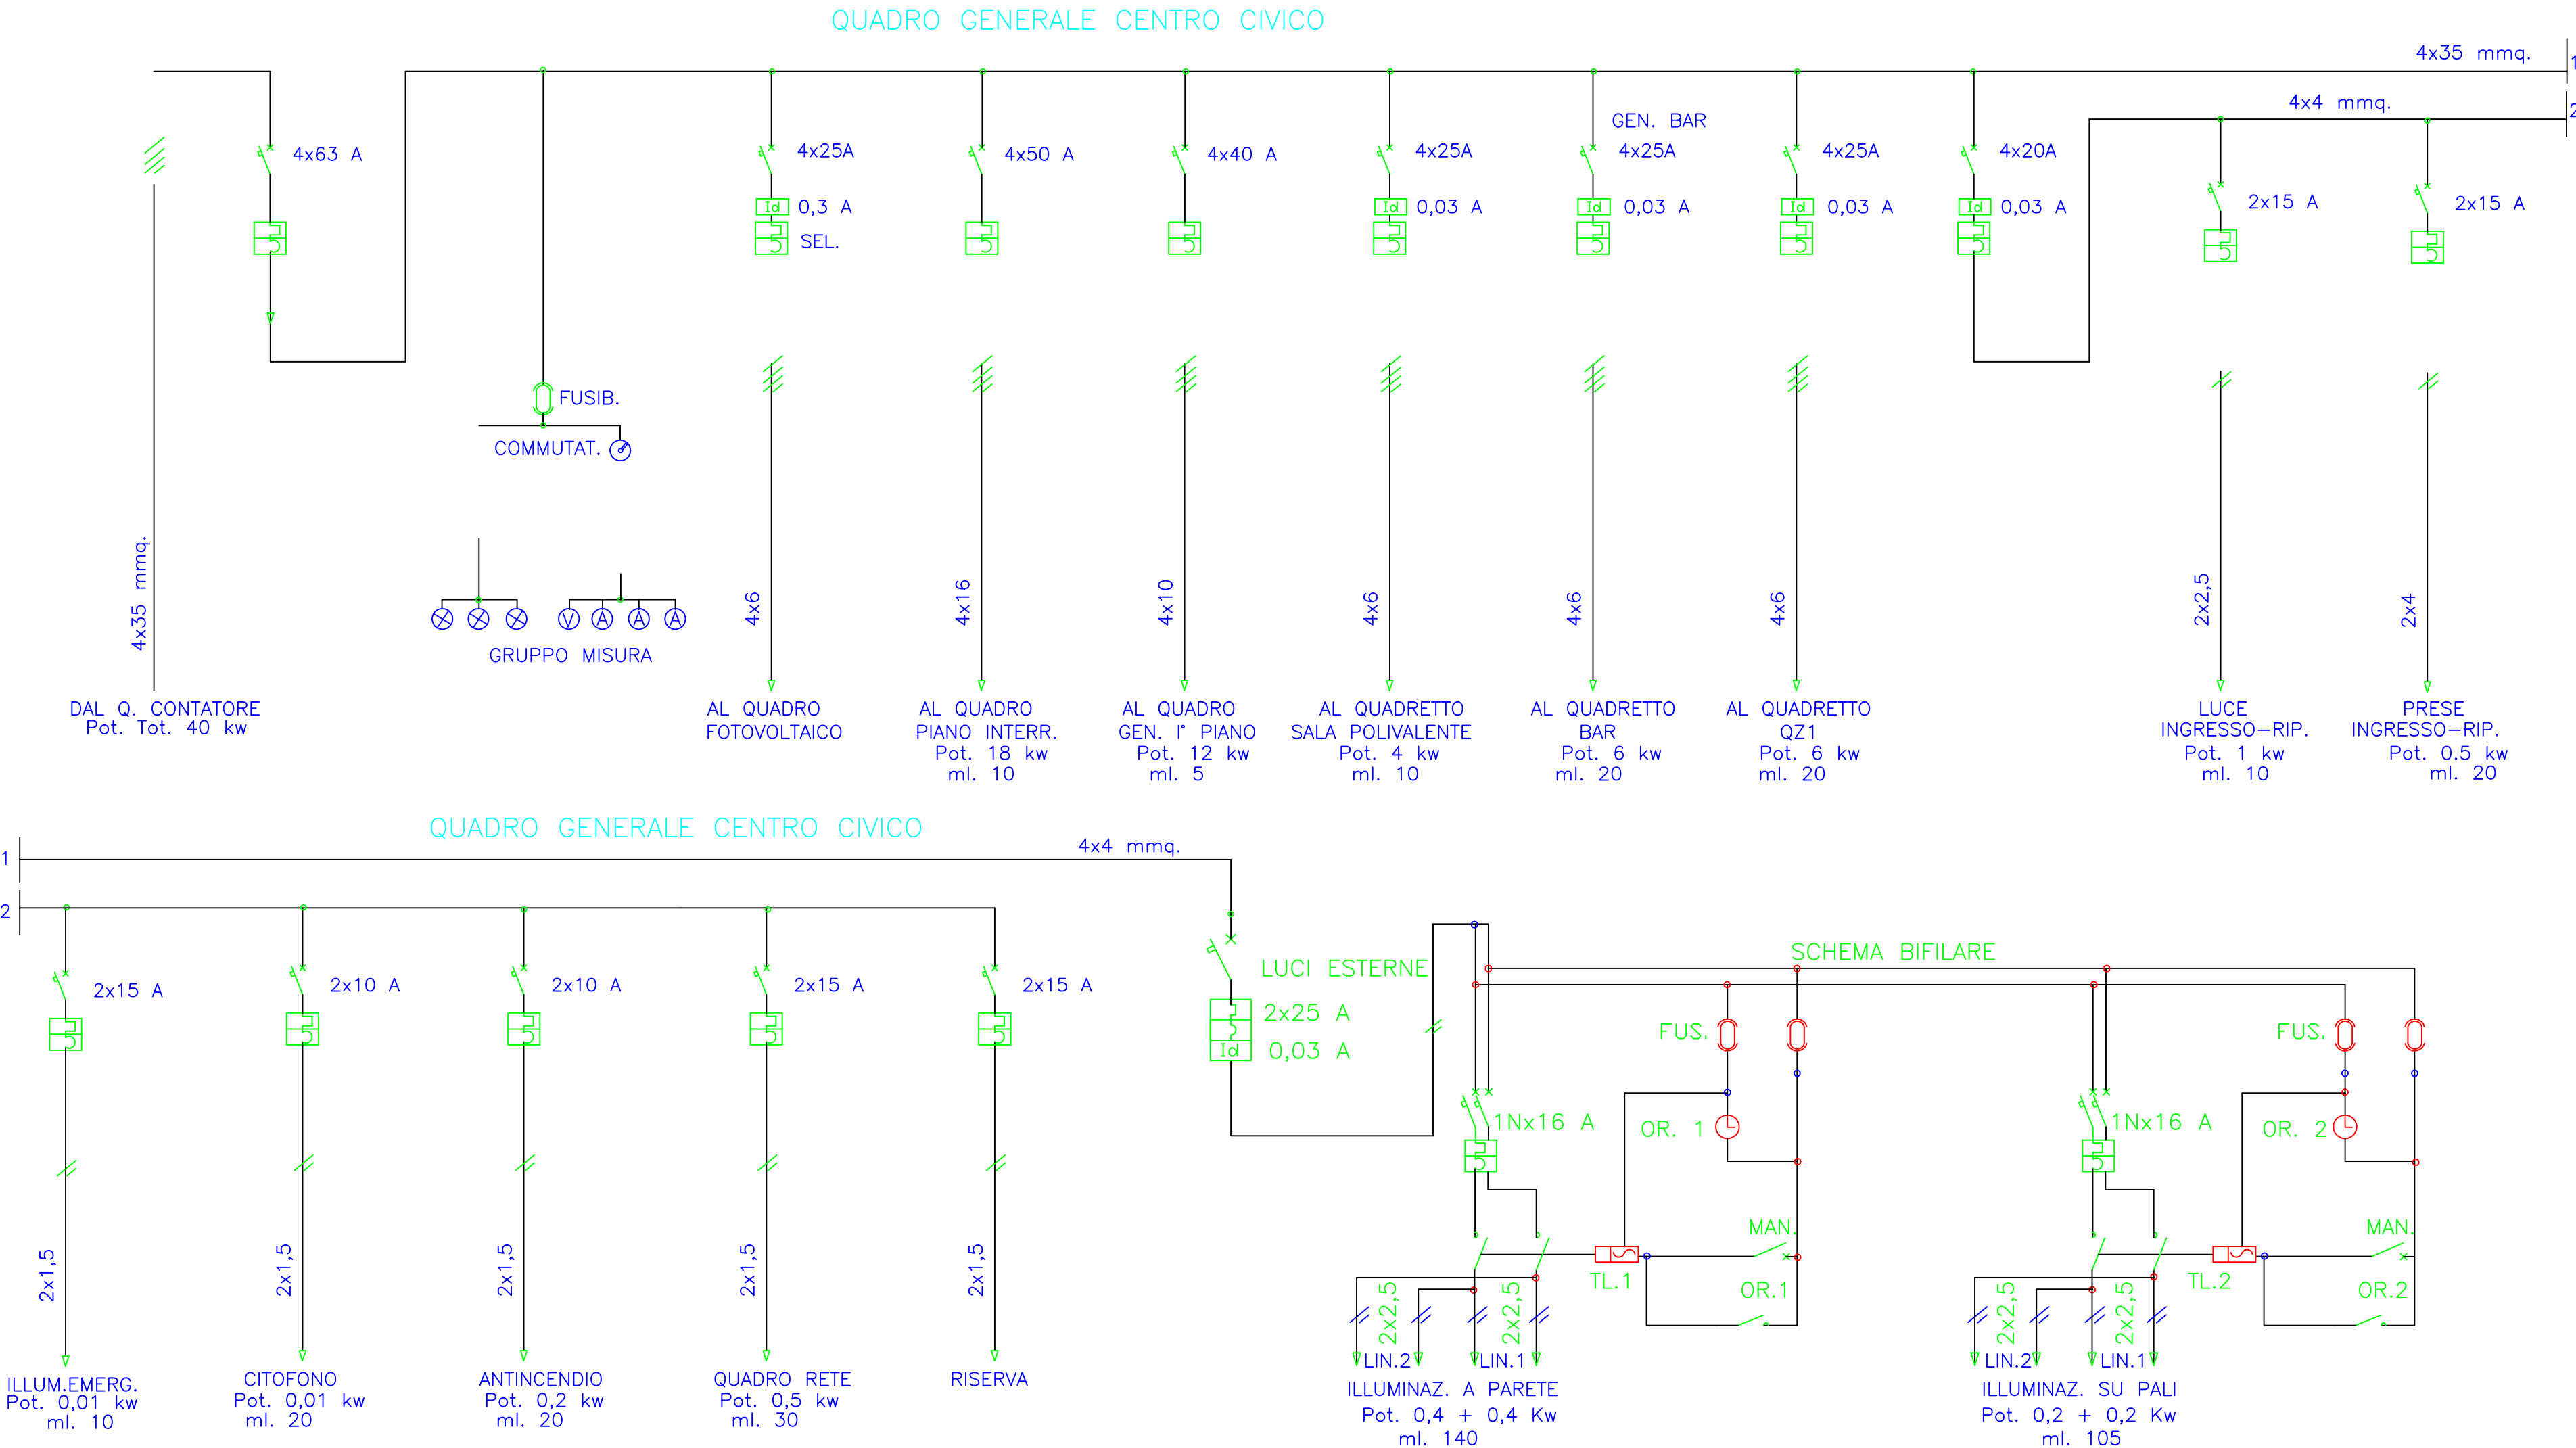 QUADRO GENERALE CENTRO CIVICO
4x35 mmq.
1
4x4 mmq.
2
GEN. BAR
4x63 A
4x25A
4x50 A
4x40 A
4x25A
4x25A
4x25A
4x20A
2x15 A
2x15 A
Id 0,3 A
Id 0,03 A
Id 0,03 A
Id 0,03 A
Id 0,03 A
SEL.
FUSIB.
COMMUTAT.
4x35 mmq.
V A A A
GRUPPO MISURA
4x6
4x16
4x10
4x6
4x6
4x6
2x2,5
2x4
DAL Q. CONTATORE
Pot. Tot. 40 kw
AL QUADRO
FOTOVOLTAICO
AL QUADRO
PIANO INTERR.
Pot. 18 kw
ml. 10
AL QUADRO
GEN. I° PIANO
Pot. 12 kw
ml. 5
AL QUADRETTO
SALA POLIVALENTE
Pot. 4 kw
ml. 10
AL QUADRETTO
BAR
Pot. 6 kw
ml. 20
AL QUADRETTO
QZ1
Pot. 6 kw
ml. 20
LUCE
INGRESSO-RIP.
Pot. 1 kw
ml. 10
PRESE
INGRESSO-RIP.
Pot. 0.5 kw
ml. 20
QUADRO GENERALE CENTRO CIVICO
4x4 mmq.
1
2
2x15 A
2x10 A
2x10 A
2x15 A
2x15 A
LUCI ESTERNE
2x25 A
Id 0,03 A
SCHEMA BIFILARE
FUS.
FUS.
1Nx16 A
OR. 1
1Nx16 A
OR. 2
MAN.
MAN.
TL.1
OR.1
TL.2
OR.2
2x1,5
2x1,5
2x1,5
2x1,5
2x1,5
2x2,5
2x2,5
2x2,5
2x2,5
LIN.2
LIN.1
LIN.2
LIN.1
ILLUM.EMERG.
Pot. 0,01 kw
ml. 10
CITOFONO
Pot. 0,01 kw
ml. 20
ANTINCENDIO
Pot. 0,2 kw
ml. 20
QUADRO RETE
Pot. 0,5 kw
ml. 30
RISERVA
ILLUMINAZ. A PARETE
Pot. 0,4 + 0,4 Kw
ml. 140
ILLUMINAZ. SU PALI
Pot. 0,2 + 0,2 Kw
ml. 105